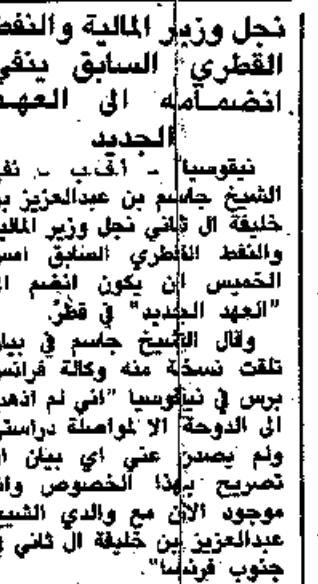 نجل وزير المالية والنفط
القطري السابق ينفي
انضمامه الى العهد
الجديد
نيقوسيا - أ.ف.ب - نفى
الشيخ جاسم بن عبدالعزيز بن
خليفة ال ثاني نجل وزير المالية
والنفط القطري السابق امس
الخميس ان يكون انضم الى
"العهد الجديد" في قطر.
وقال الشيخ جاسم في بيان
تلقت نسخة منه وكالة فرانس
برس في نيقوسيا "اني لم اذهب
الى الدوحة الا لمواصلة دراستي
ولم يصدر عني اي بيان او
تصريح بهذا الخصوص وانا
موجود الآن مع والدي الشيخ
عبدالعزيز بن خليفة ال ثاني في
جنوب فرنسا".